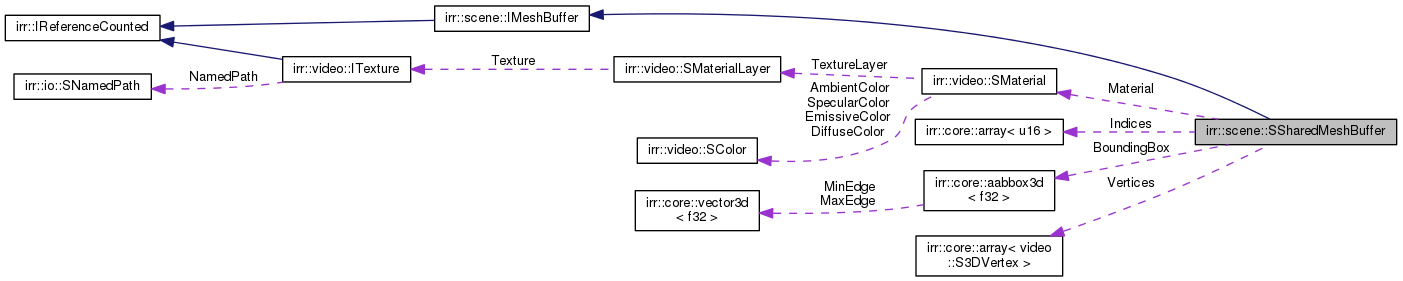 irr::IReferenceCounted
irr::scene::IMeshBuffer
irr::io::SNamedPath
NamedPath
irr::video::ITexture
Texture
irr::video::SMaterialLayer
TextureLayer
irr::video::SMaterial
Material
AmbientColor
SpecularColor
EmissiveColor
DiffuseColor
irr::video::SColor
irr::core::array< u16 >
Indices
irr::scene::SSharedMeshBuffer
BoundingBox
irr::core::aabbox3d
< f32 >
MinEdge
MaxEdge
irr::core::vector3d
< f32 >
Vertices
irr::core::array< video
::S3DVertex >